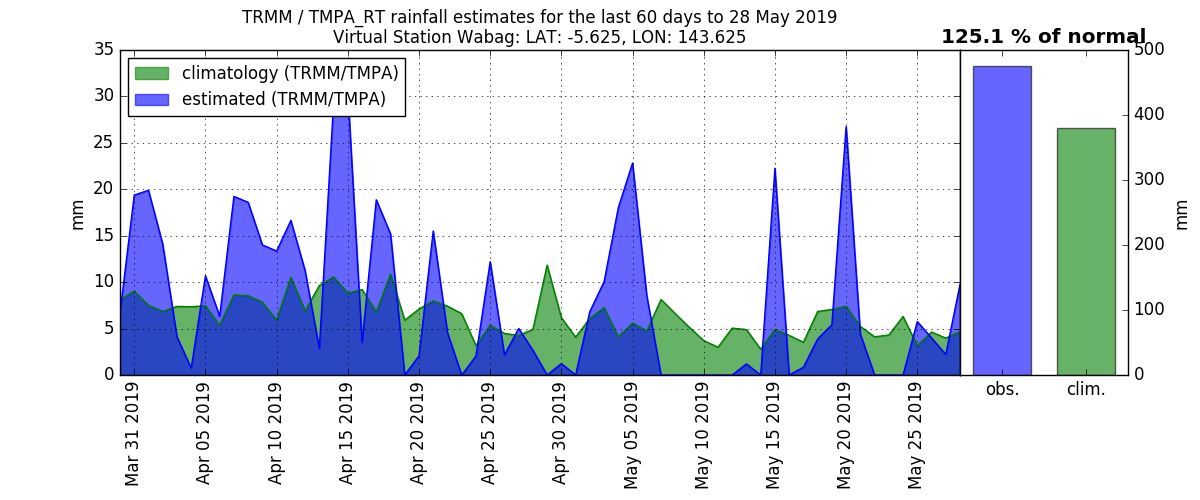 TRMM / TMPA_RT rainfall estimates for the last 60 days to 28 May 2019
Virtual Station Wabag: LAT: -5.625, LON: 143.625
125.1 % of normal
climatology (TRMM/TMPA)
estimated (TRMM/TMPA)
35
30
25
20
15
10
5
0
mm
Mar 31 2019
Apr 05 2019
Apr 10 2019
Apr 15 2019
Apr 20 2019
Apr 25 2019
Apr 30 2019
May 05 2019
May 10 2019
May 15 2019
May 20 2019
May 25 2019
500
400
300
200
100
0
mm
obs.
clim.